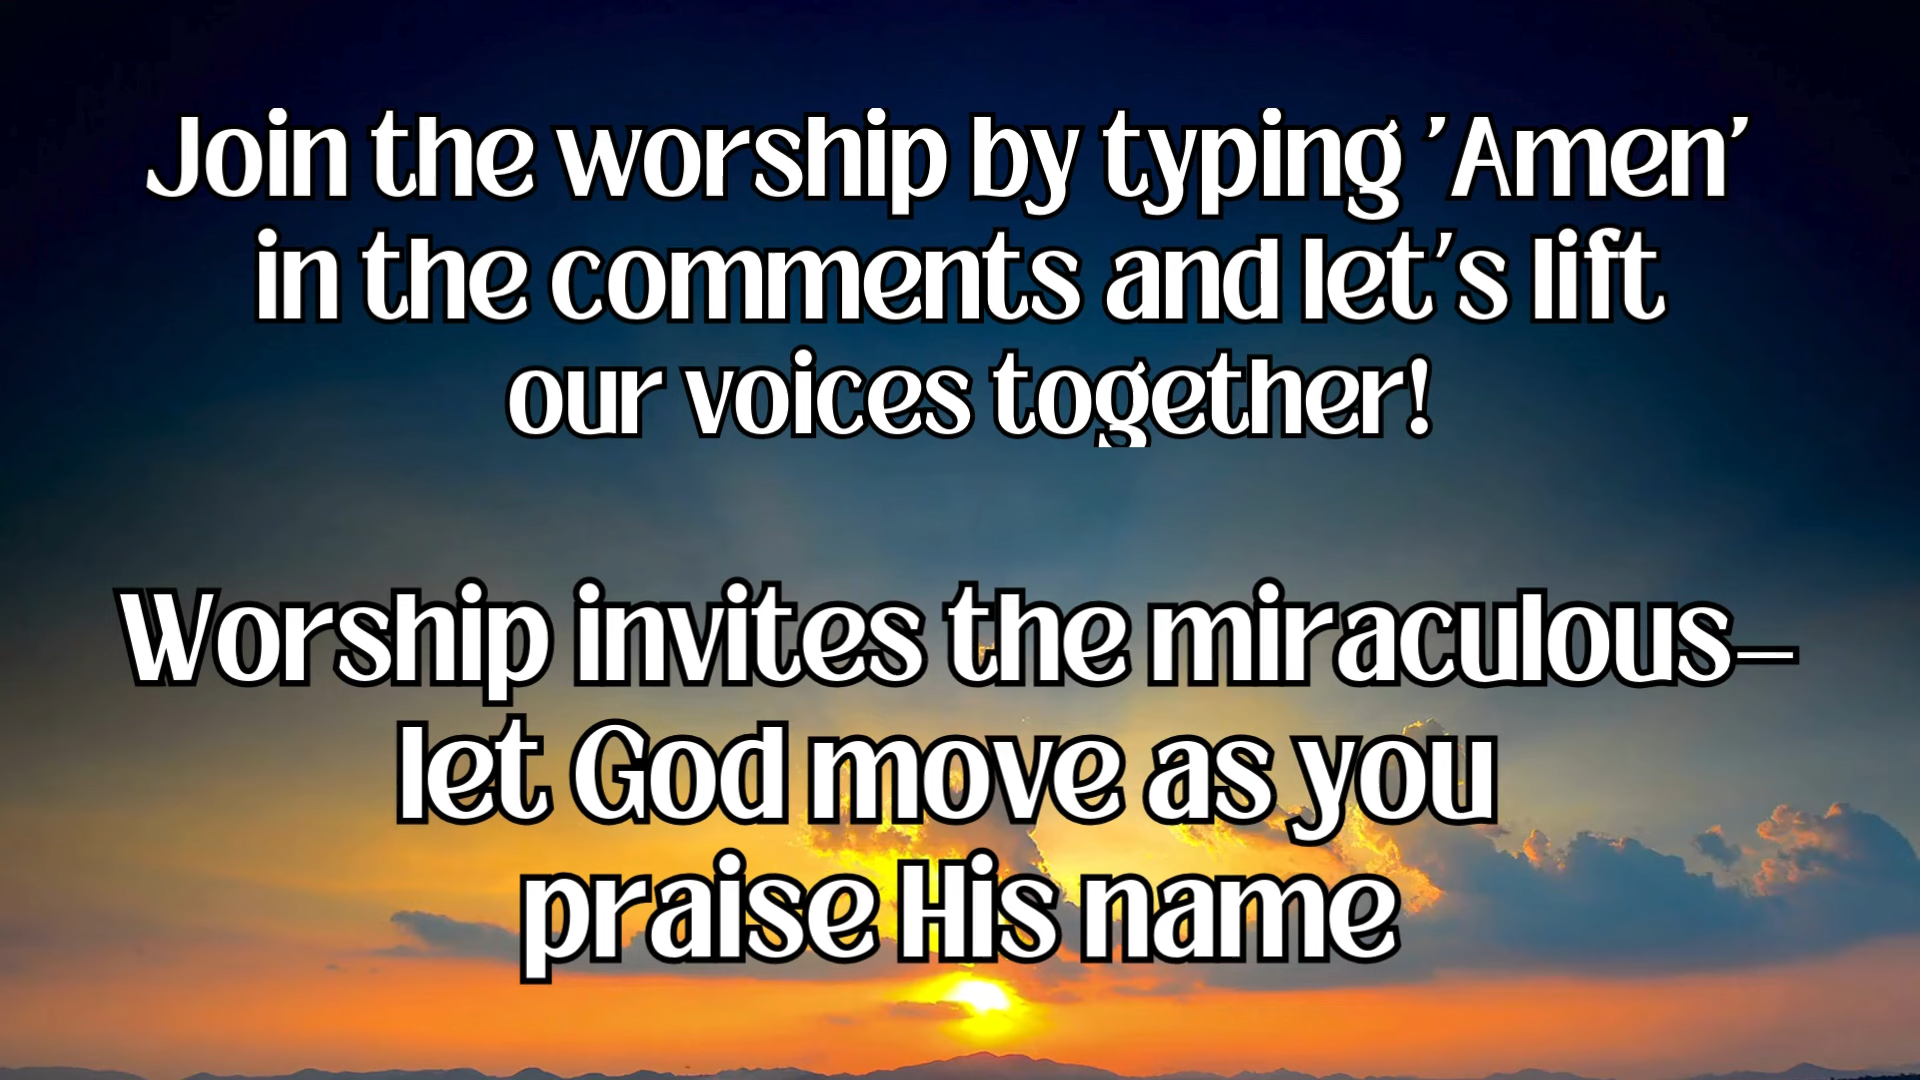 Join the worship by typing 'Amen'
in the comments and let's lift
our voices together!
Worship invites the miraculous–
let God move as you
praise His name